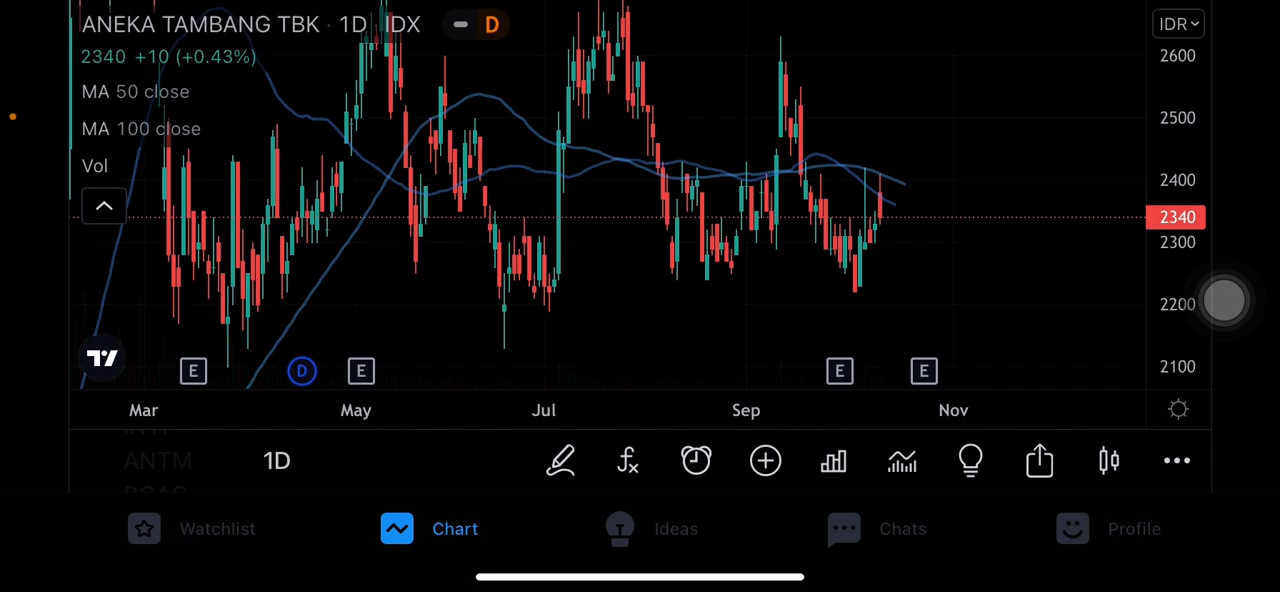 ANEKA TAMBANG TBK · 1D · IDX D IDR
2340 +10 (+0.43%) 2600
MA 50 close
MA 100 close
2500
Vol
2400
2340
2300
2200
E D E E E 2100
Mar May Jul Sep Nov
ANTM 1D
Watchlist Chart Ideas Chats Profile